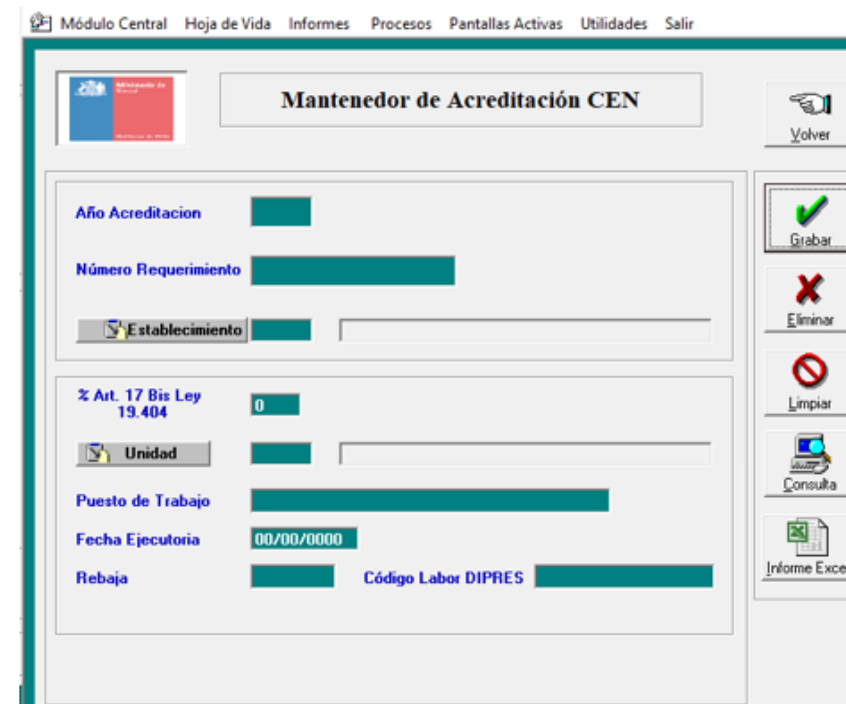 Módulo Central Hoja de Vida Informes Procesos Pantallas Activas Utilidades Salir
Ministerio de
Mantenedor de Acreditación CEN
Volver
Año Acreditacion
Grabar
Número Requerimiento
Eliminar
Establecimiento
% Art. 17 Bis Ley
19.404
0
Limpiar
Unidad
Consulta
Puesto de Trabajo
Fecha Ejecutoria 00/00/0000
Informe Exce
Rebaja Código Labor DIPRES